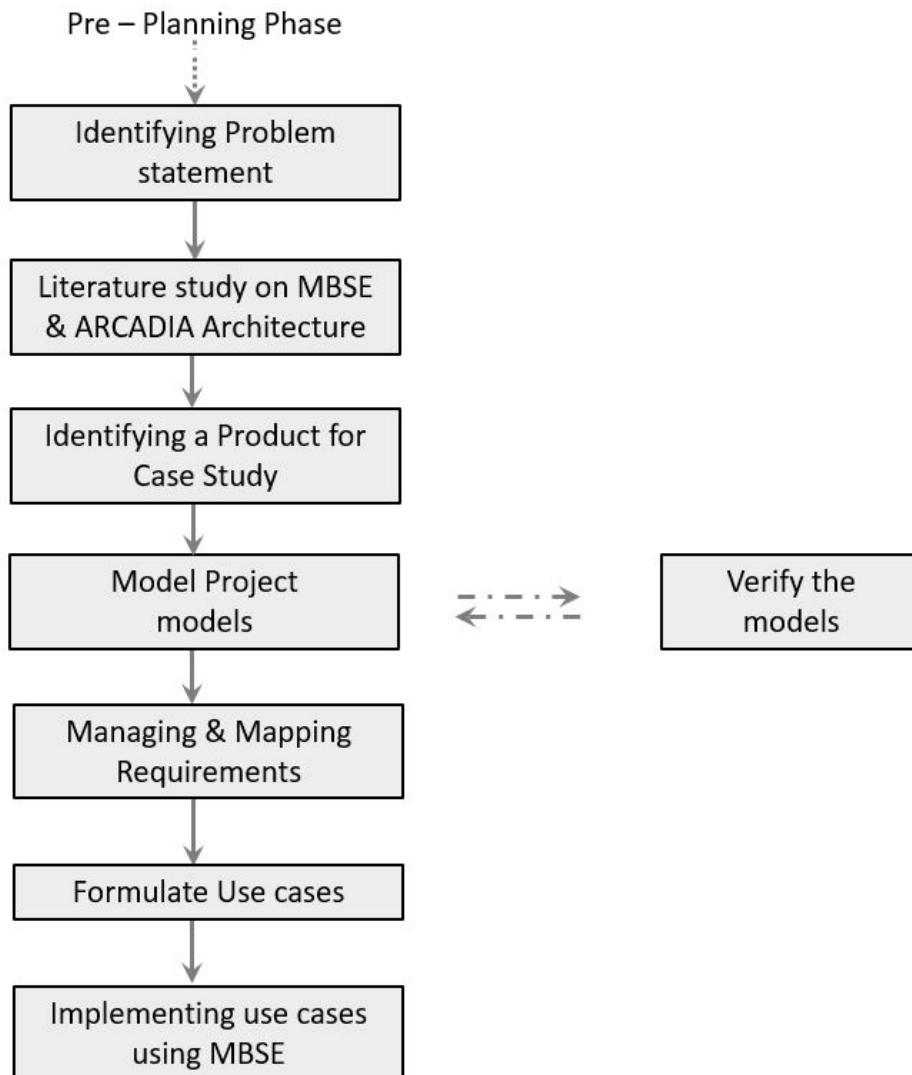 Pre – Planning Phase
Identifying Problem
statement
Literature study on MBSE
& ARCADIA Architecture
Identifying a Product for
Case Study
Model Project
models
Verify the
models
Managing & Mapping
Requirements
Formulate Use cases
Implementing use cases
using MBSE